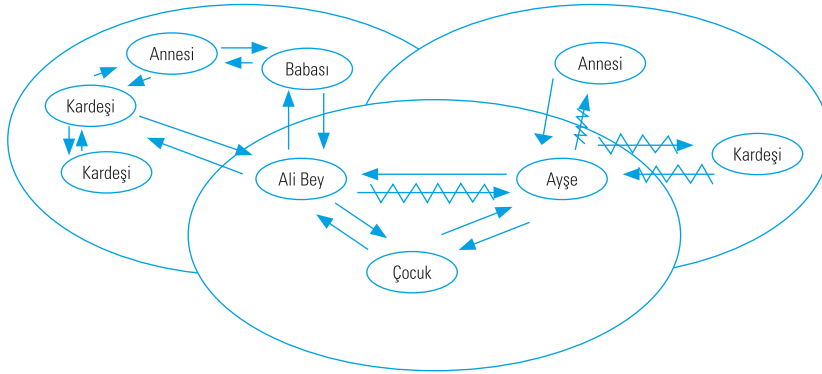 Annesi
Babası
Kardeşi
Kardeşi
Ali Bey
Annesi
Kardeşi
Ayşe
Çocuk